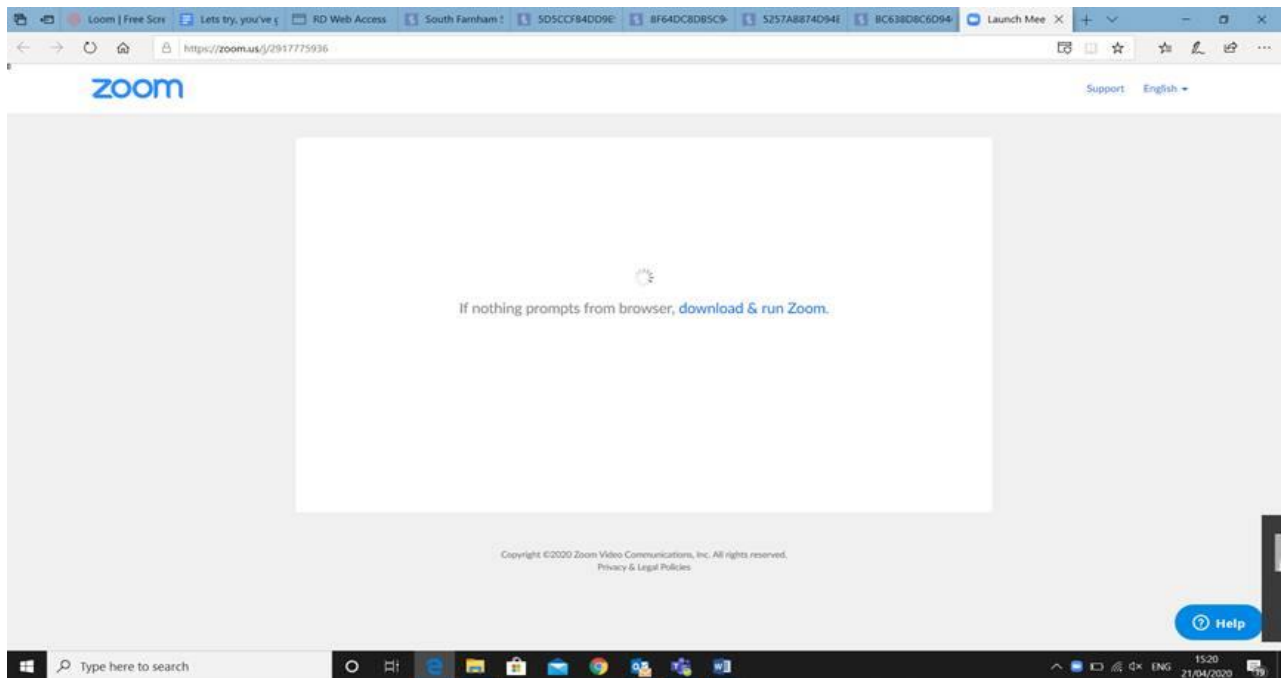 Loom | Free Scre
Lets try, you've g
RD Web Access
South Farnham S
5D5CCF84DD9E
8F64DC8DB5C9
5257A8874D94E
BC638D8C6D94
Launch Mee
https://zoom.us/j/2917775936
zoom
Support English
If nothing prompts from browser, download & run Zoom.
Copyright ©2020 Zoom Video Communications, Inc. All rights reserved.
Privacy & Legal Policies
Help
Type here to search
ENG
15:20
21/04/2020